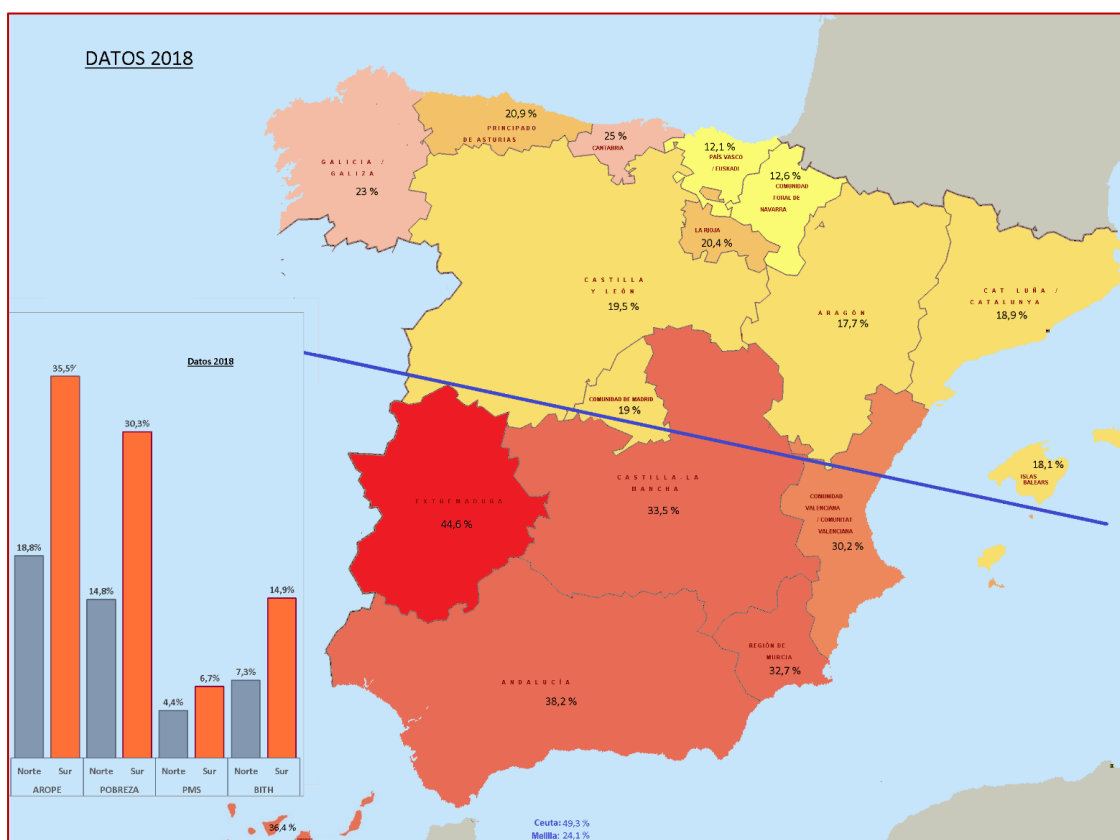 DATOS 2018
20,9 %
PRINCIPADO
DE ASTURIAS
25 %
CANTABRIA
12,1 %
PAÍS VASCO
/ EUSKADI
12,6 %
COMUNIDAD
FORAL DE
NAVARRA
GALICIA /
GALIZA
23 %
LA RIOJA
20,4 %
CASTILLA
Y LEÓN
19,5 %
ARAGÓN
17,7 %
CAT LUÑA /
CATALUNYA
18,9 %
COMUNIDAD DE MADRID
19 %
18,1 %
ISLAS
BALEARS
EXTREMADURA
44,6 %
CASTILLA-LA
MANCHA
33,5 %
COMUNIDAD
VALENCIANA
/ COMUNITAT
VALENCIANA
30,2 %
REGIÓN DE
MURCIA
32,7 %
ANDALUCÍA
38,2 %
36,4 %
Ceuta: 49,3 %
Melilla: 24,1 %
Datos 2018
35,5%
30,3%
18,8%
14,8%
14,9%
4,4%
6,7%
7,3%
Norte Sur Norte Sur Norte Sur Norte Sur
AROPE POBREZA PMS BITH